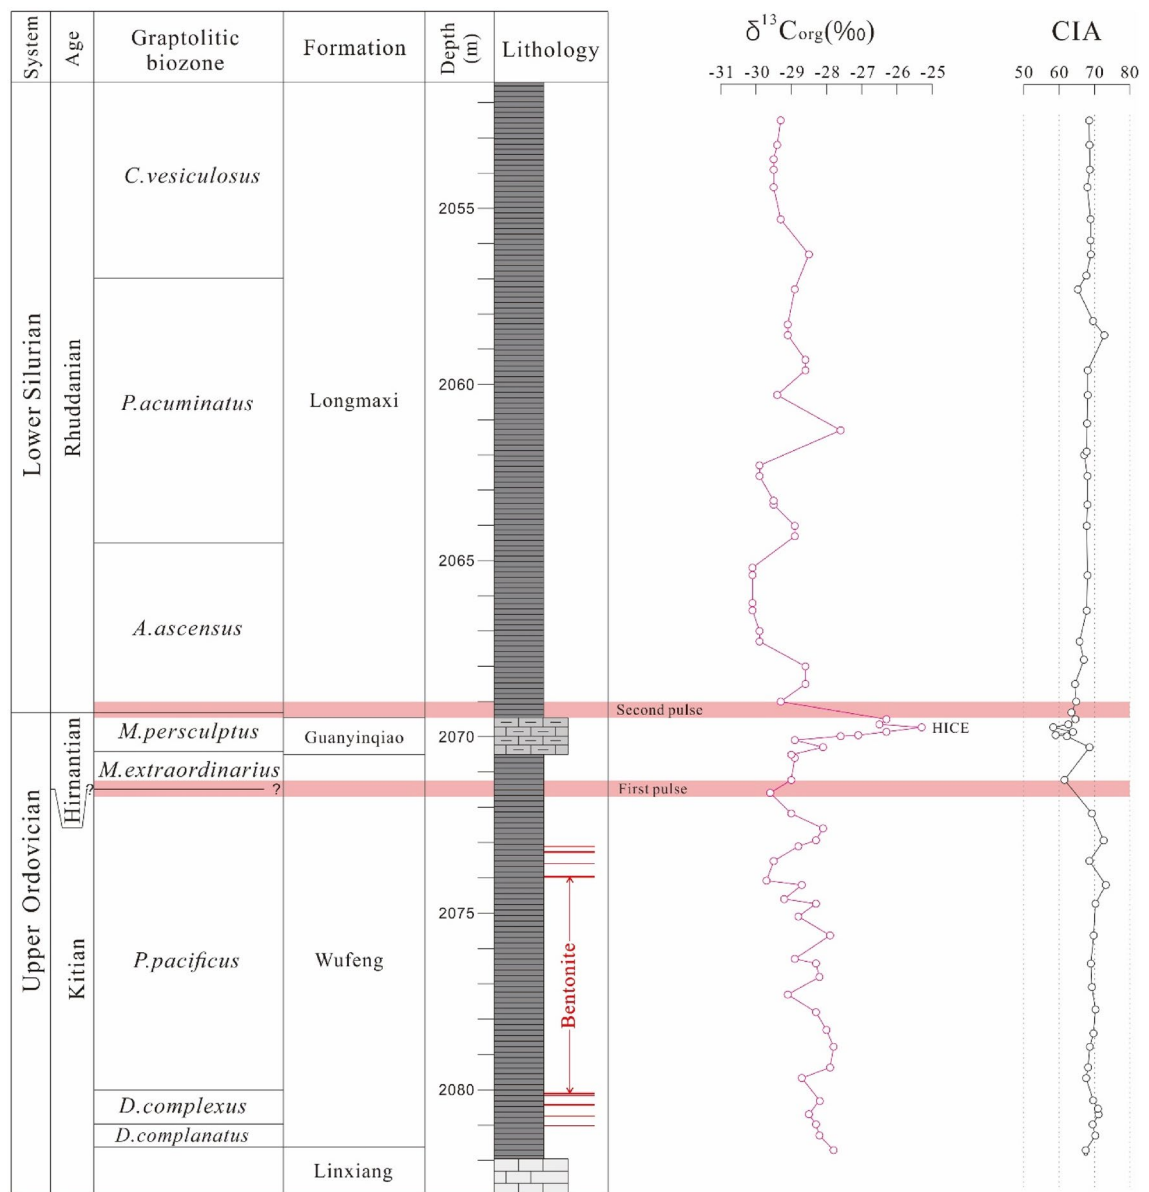 System
Age
Graptolitic
biozone
Formation
Depth
(m)
Lithology
δ¹³Corg(‰)
-31 -30 -29 -28 -27 -26 -25
CIA
50 60 70 80
Lower Silurian
Rhuddanian
C.vesiculosus
2055
P.acuminatus
Longmaxi
2060
2065
A.ascensus
Second pulse
Hirnantian
M.persculptus
Guanyinqiao
2070
HICE
M.extraordinarius
? ?
First pulse
Upper Ordovician
Kitian
2075
P.pacificus
Wufeng
Bentonite
2080
D.complexus
D.complanatus
Linxiang